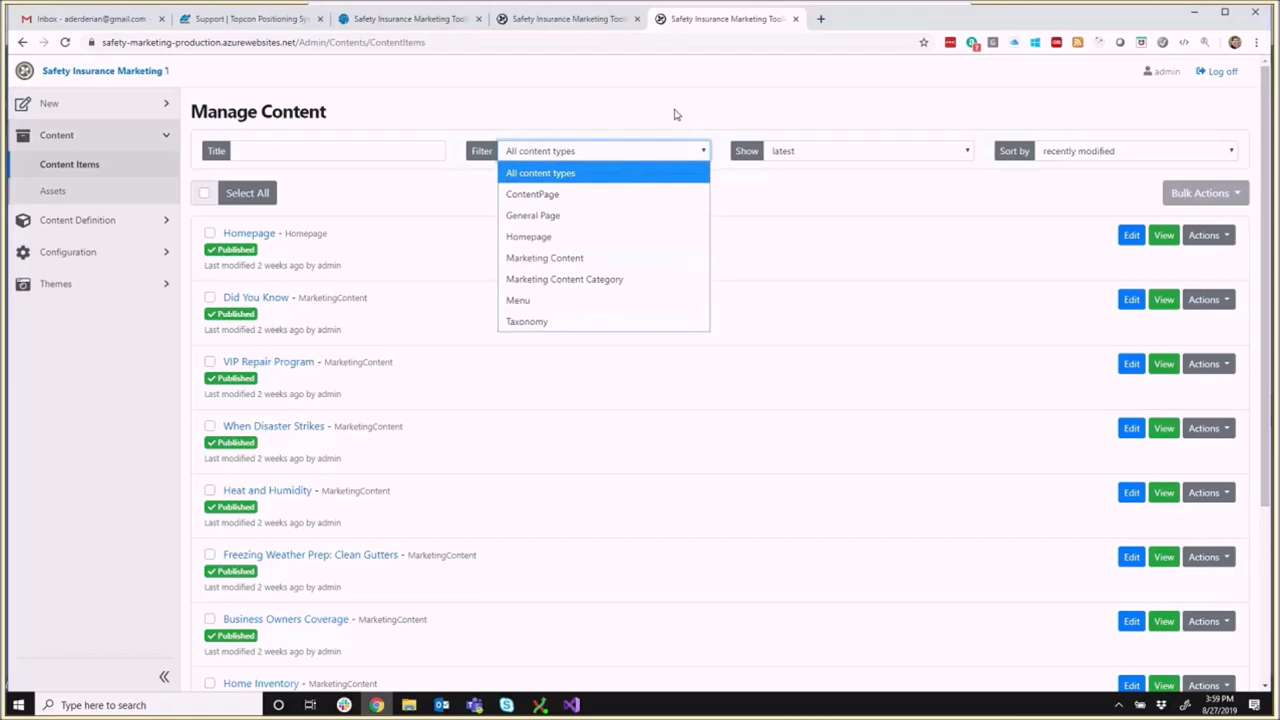 Inbox - aderderian@gmail.com
Support | Topcon Positioning Sy
Safety Insurance Marketing Tool
Safety Insurance Marketing Tool
Safety Insurance Marketing Tool
safety-marketing-production.azurewebsites.net/Admin/Contents/ContentItems
Safety Insurance Marketing 1
admin
Log off
New
Content
Content Items
Assets
Content Definition
Configuration
Themes
Manage Content
Title
Filter
All content types
Show
latest
Sort by
recently modified
All content types
ContentPage
General Page
Homepage
Marketing Content
Marketing Content Category
Menu
Taxonomy
Select All
Bulk Actions
Homepage - Homepage
Published
Last modified 2 weeks ago by admin
Edit View Actions
Did You Know - MarketingContent
Published
Last modified 2 weeks ago by admin
Edit View Actions
VIP Repair Program - MarketingContent
Published
Last modified 2 weeks ago by admin
Edit View Actions
When Disaster Strikes - MarketingContent
Published
Last modified 2 weeks ago by admin
Edit View Actions
Heat and Humidity - MarketingContent
Published
Last modified 2 weeks ago by admin
Edit View Actions
Freezing Weather Prep: Clean Gutters - MarketingContent
Published
Last modified 2 weeks ago by admin
Edit View Actions
Business Owners Coverage - MarketingContent
Published
Last modified 2 weeks ago by admin
Edit View Actions
Home Inventory - MarketingContent
Edit View Actions
Type here to search
3:59 PM
8/27/2019